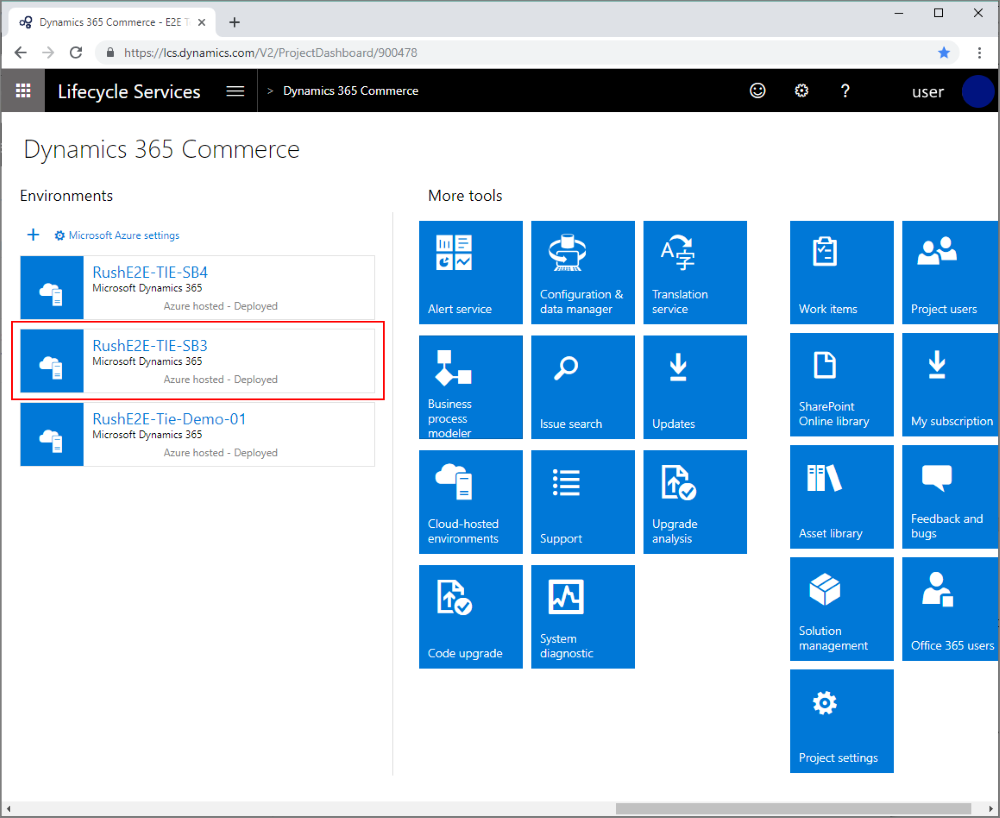 Dynamics 365 Commerce - E2E T
https://lcs.dynamics.com/V2/ProjectDashboard/900478
Lifecycle Services
> Dynamics 365 Commerce
?
user
Dynamics 365 Commerce
Environments
+ Microsoft Azure settings
RushE2E-TIE-SB4
Microsoft Dynamics 365
Azure hosted - Deployed
RushE2E-TIE-SB3
Microsoft Dynamics 365
Azure hosted - Deployed
RushE2E-Tie-Demo-01
Microsoft Dynamics 365
Azure hosted - Deployed
More tools
Alert service
Configuration &
data manager
Translation
service
Business
process
modeler
Issue search
Updates
Cloud-hosted
environments
Support
Upgrade
analysis
Code upgrade
System
diagnostic
Work items
Project users
SharePoint
Online library
My subscription
Asset library
Feedback and
bugs
Solution
management
Office 365 users
Project settings